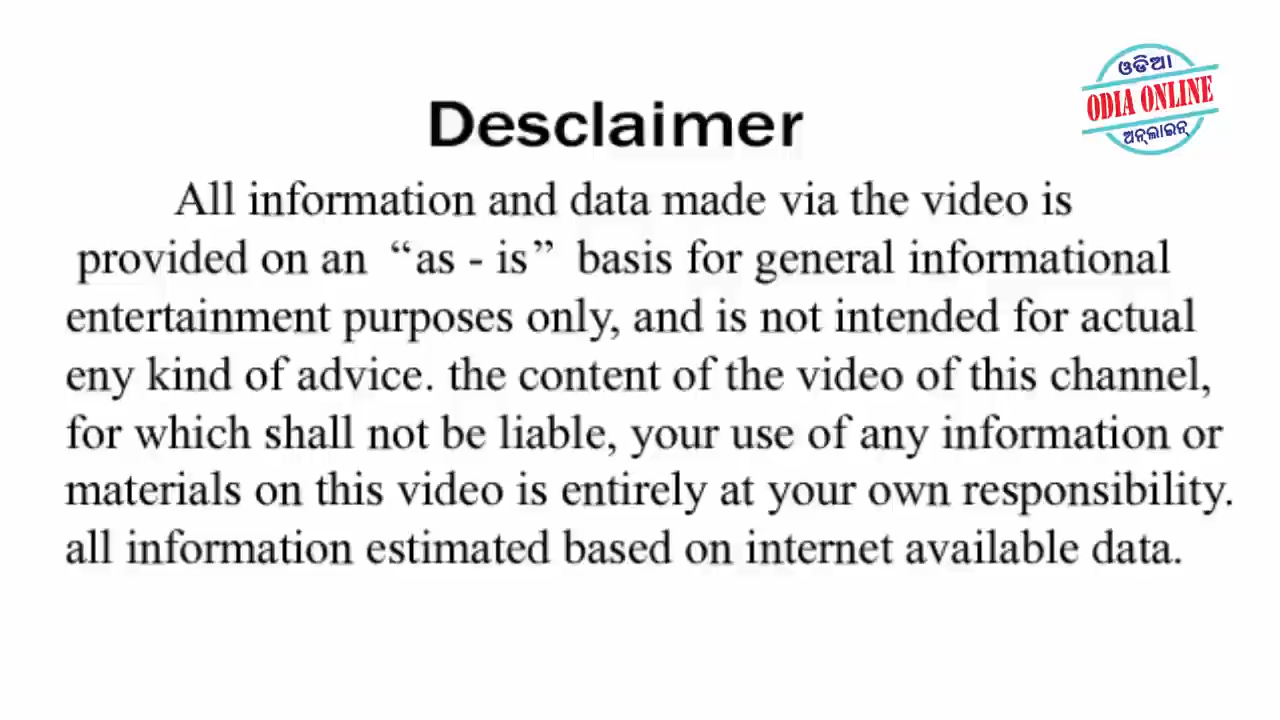 ଓଡିଆ
ODIA ONLINE
ଅନ୍‌ଲାଇନ୍
Desclaimer
All information and data made via the video is
provided on an “as - is” basis for general informational
entertainment purposes only, and is not intended for actual
eny kind of advice. the content of the video of this channel,
for which shall not be liable, your use of any information or
materials on this video is entirely at your own responsibility.
all information estimated based on internet available data.